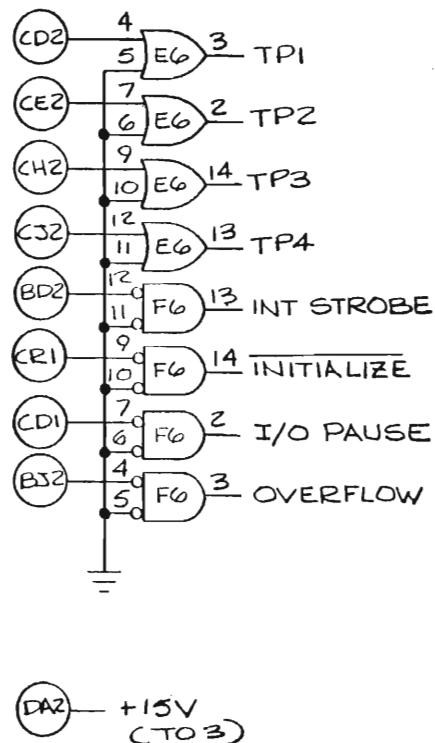 CD2 4 5 E6 3 TP1
CE2 7 6 E6 2 TP2
CH2 9 10 E6 14 TP3
CJ2 12 11 E6 13 TP4
BD2 12 11 F6 13 INT STROBE
CR1 9 10 F6 14 INITIALIZE
CD1 7 6 F6 2 I/O PAUSE
BJ2 4 5 F6 3 OVERFLOW
DA2 +15V
(TO 3)